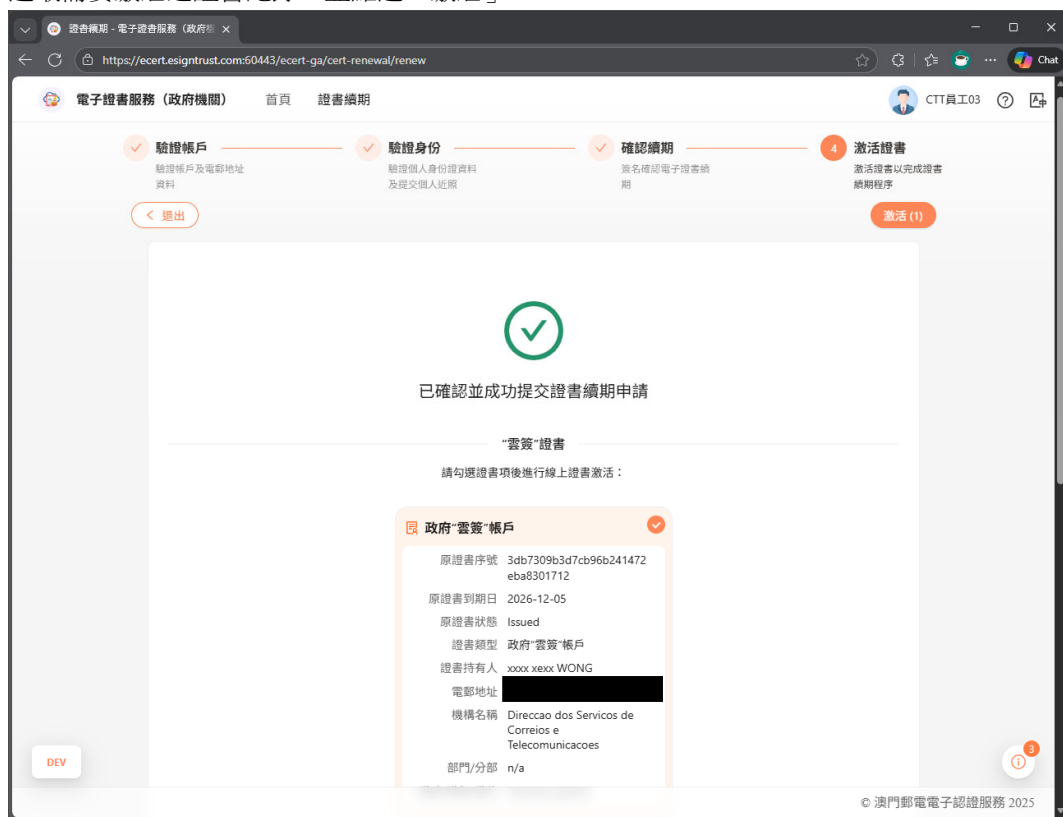 證書續期 - 電子證書服務（政府機
https://ecert.esigntrust.com:60443/ecert-ga/cert-renewal/renew
Chat
電子證書服務（政府機關） 首頁 證書續期
CTT員工03
驗證帳戶
驗證帳戶及電郵地址
資料
驗證身份
驗證個人身份證資料
及提交個人近照
確認續期
簽名確認電子證書續
期
4 激活證書
激活證書以完成證書
續期程序
退出
激活 (1)
已確認並成功提交證書續期申請
“雲簽”證書
請勾選證書項後進行線上證書激活：
政府“雲簽”帳戶
原證書序號 3db7309b3d7cb96b241472
eba8301712
原證書到期日 2026-12-05
原證書狀態 Issued
證書類型 政府“雲簽”帳戶
證書持有人 xxxx xexx WONG
電郵地址
機構名稱 Direccao dos Servicos de
Correios e
Telecomunicacoes
部門/分部 n/a
DEV
3
© 澳門郵電電子認證服務 2025